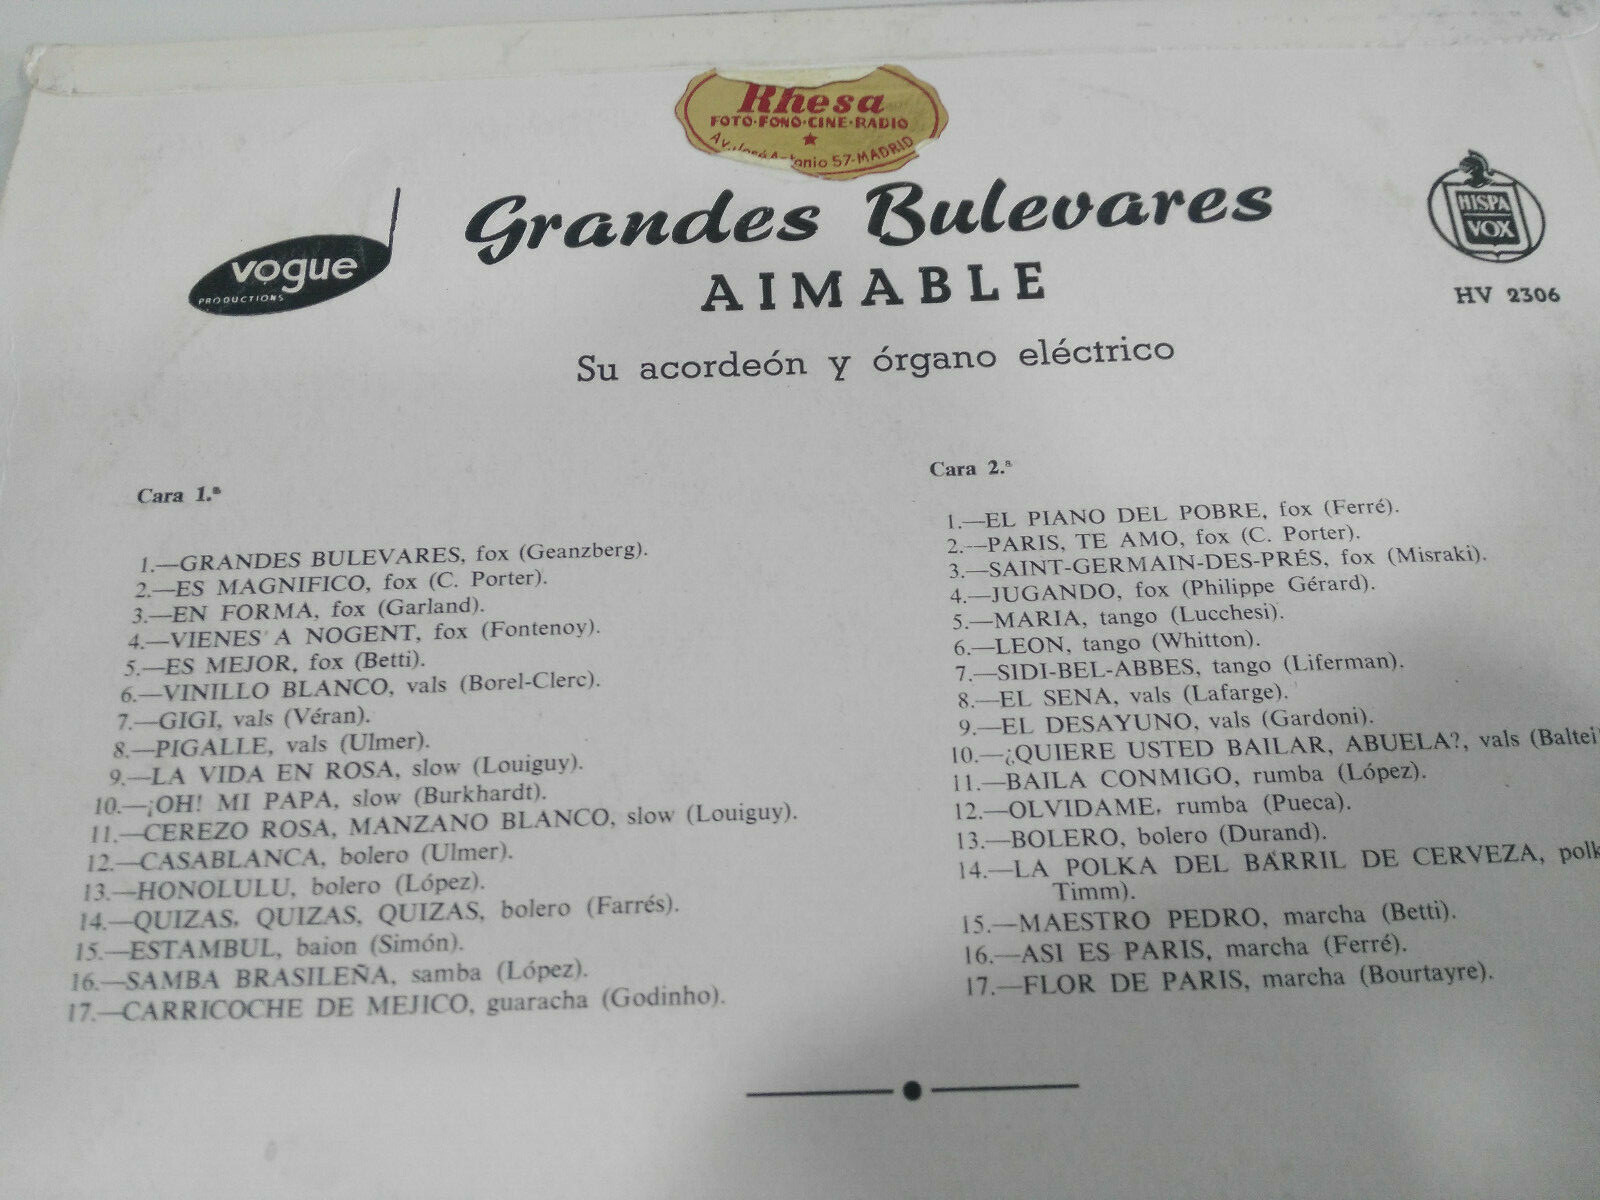 Rhesa
FOTO·FONO·CINE·RADIO
Av. José Antonio 57-MADRID
vogue
PRODUCTIONS
Grandes Bulevares
HISPA
VOX
AIMABLE
HV 2306
Su acordeón y órgano eléctrico
Cara 1.ª
1.—GRANDES BULEVARES, fox (Geanzberg).
2.—ES MAGNIFICO, fox (C. Porter).
3.—EN FORMA, fox (Garland).
4.—VIENES A NOGENT, fox (Fontenoy).
5.—ES MEJOR, fox (Betti).
6.—VINILLO BLANCO, vals (Borel-Clerc).
7.—GIGI, vals (Véran).
8.—PIGALLE, vals (Ulmer).
9.—LA VIDA EN ROSA, slow (Louiguy).
10.—¡OH! MI PAPA, slow (Burkhardt).
11.—CEREZO ROSA, MANZANO BLANCO, slow (Louiguy).
12.—CASABLANCA, bolero (Ulmer).
13.—HONOLULU, bolero (López).
14.—QUIZAS, QUIZAS, QUIZAS, bolero (Farrés).
15.—ESTAMBUL, baion (Simón).
16.—SAMBA BRASILEÑA, samba (López).
17.—CARRICOCHE DE MEJICO, guaracha (Godinho).
Cara 2.ª
1.—EL PIANO DEL POBRE, fox (Ferré).
2.—PARIS, TE AMO, fox (C. Porter).
3.—SAINT-GERMAIN-DES-PRÉS, fox (Misraki).
4.—JUGANDO, fox (Philippe Gérard).
5.—MARIA, tango (Lucchesi).
6.—LEON, tango (Whitton).
7.—SIDI-BEL-ABBES, tango (Liferman).
8.—EL SENA, vals (Lafarge).
9.—EL DESAYUNO, vals (Gardoni).
10.—¿QUIERE USTED BAILAR, ABUELA?, vals (Baltei
11.—BAILA CONMIGO, rumba (López).
12.—OLVIDAME, rumba (Pueca).
13.—BOLERO, bolero (Durand).
14.—LA POLKA DEL BARRIL DE CERVEZA, polk
Timm).
15.—MAESTRO PEDRO, marcha (Betti).
16.—ASI ES PARIS, marcha (Ferré).
17.—FLOR DE PARIS, marcha (Bourtayre).